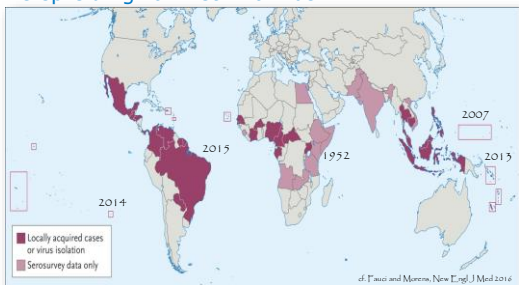 2007
2015
2013
1952
2014
Locally acquired cases
or virus isolation
Serosurvey data only
cf. Fauci and Morens, New Engl J Med 2016